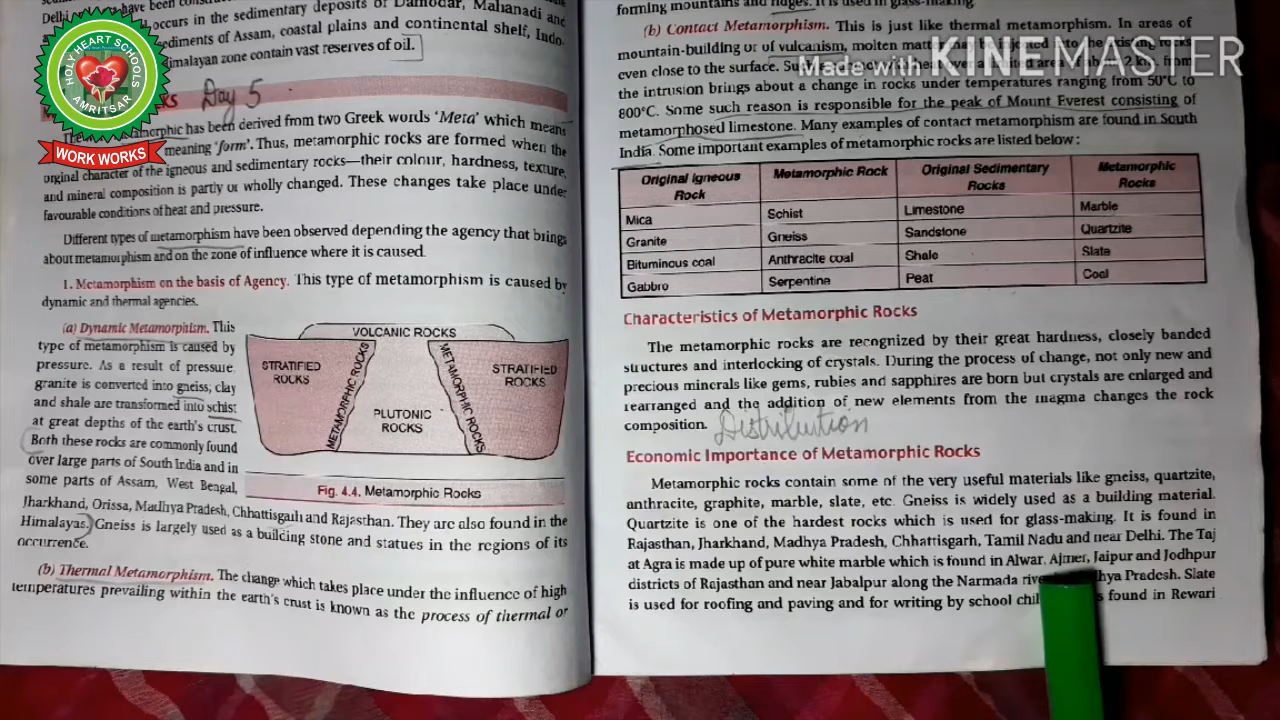 HOLY HEART SCHOOLS
AMRITSAR
WORK WORKS
Made with KINEMASTER
have been
occurs in the sedimentary deposits of Damodar, Mahanadi and
sediments of Assam, coastal plains and continental shelf, Indo.
Himalayan zone contain vast reserves of oil.
Day 5
has been derived from two Greek words 'Meta' which means
meaning 'form'. Thus, metamorphic rocks are formed when the
orginal character of the igneous and sedimentary rocks—their colour, hardness, texture,
and mineral composition is partly or wholly changed. These changes take place under
favourable conditions of heat and pressure.
Different types of metamorphism have been observed depending the agency that brings
about metamorphism and on the zone of influence where it is caused.
1. Metamorphism on the basis of Agency. This type of metamorphism is caused by
dynamic and thermal agencies.
(a) Dynamic Metamorphism. This
type of metamorphism is caused by
pressure. As a result of pressure
granite is converted into gneiss, clay
and shale are transformed into schist
at great depths of the earth's crust.
Both these rocks are commonly found
over large parts of South India and in
some parts of Assam, West Bengal,
Jharkhand, Orissa, Madhya Pradesh, Chhattisgarh and Rajasthan. They are also found in the
Himalayas. Gneiss is largely used as a building stone and statues in the regions of its
occurrence.
VOLCANIC ROCKS
STRATIFIED
ROCKS
METAMORPHIC ROCKS
PLUTONIC
ROCKS
METAMORPHIC ROCKS
STRATIFIED
ROCKS
Fig. 4.4. Metamorphic Rocks
(b) Thermal Metamorphism. The change which takes place under the influence of high
temperatures prevailing within the earth's crust is known as the process of thermal or
forming mountains and ridges. It is used in glass-making.
(b) Contact Metamorphism. This is just like thermal metamorphism. In areas of
mountain-building or of vulcanism, molten
even close to the surface.
the intrusion brings about a change in rocks under temperatures ranging from 50°C to
800°C. Some such reason is responsible for the peak of Mount Everest consisting of
metamorphosed limestone. Many examples of contact metamorphism are found in South
India. Some important examples of metamorphic rocks are listed below :
Original Igneous Rock Metamorphic Rock Original Sedimentary Rocks Metamorphic Rocks
Mica Schist Limestone Marble
Granite Gneiss Sandstone Quartzite
Bituminous coal Anthracite coal Shale Slate
Gabbro Serpentine Peat Coal
Characteristics of Metamorphic Rocks
The metamorphic rocks are recognized by their great hardness, closely banded
structures and interlocking of crystals. During the process of change, not only new and
precious minerals like gems, rubies and sapphires are born but crystals are enlarged and
rearranged and the addition of new elements from the magma changes the rock
composition. Distribution
Economic Importance of Metamorphic Rocks
Metamorphic rocks contain some of the very useful materials like gneiss, quartzite,
anthracite, graphite, marble, slate, etc. Gneiss is widely used as a building material.
Quartzite is one of the hardest rocks which is used for glass-making. It is found in
Rajasthan, Jharkhand, Madhya Pradesh, Chhattisgarh, Tamil Nadu and near Delhi. The Taj
at Agra is made up of pure white marble which is found in Alwar, Ajmer, Jaipur and Jodhpur
districts of Rajasthan and near Jabalpur along the Narmada Pradesh. Slate
is used for roofing and paving and for writing by school found in Rewari